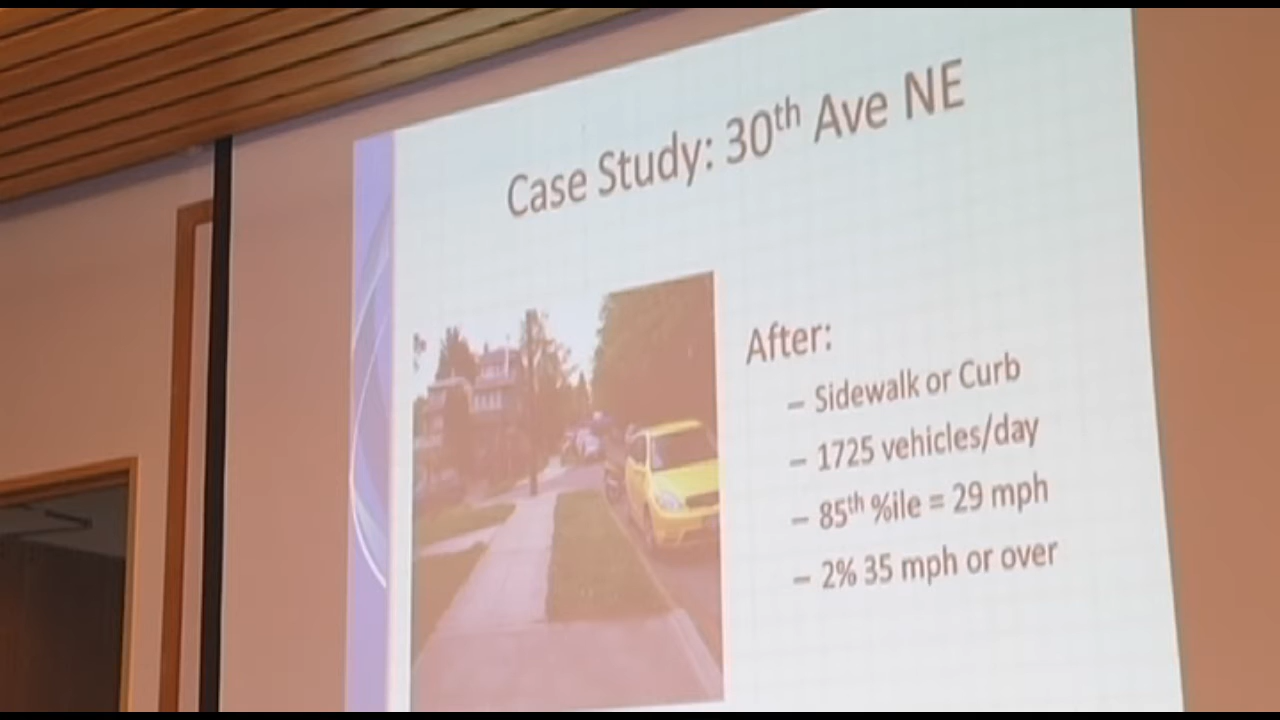 Case Study: 30th Ave NE
After:
– Sidewalk or Curb
– 1725 vehicles/day
– 85th %ile = 29 mph
– 2% 35 mph or over